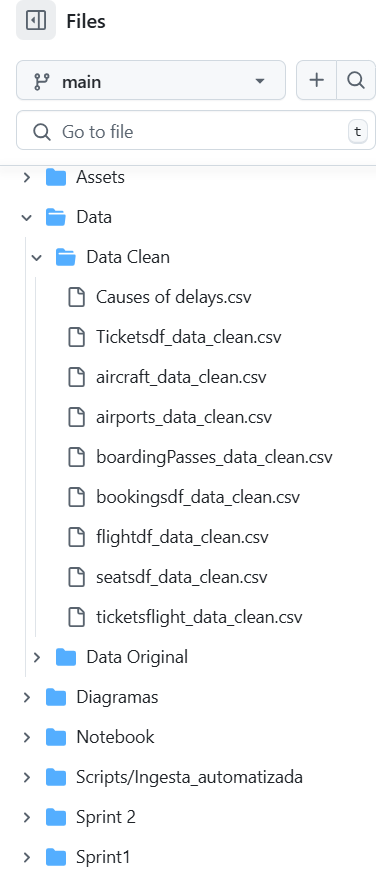 Files
main
Go to file
t
Assets
Data
Data Clean
Causes of delays.csv
Ticketsdf_data_clean.csv
aircraft_data_clean.csv
airports_data_clean.csv
boardingPasses_data_clean.csv
bookingsdf_data_clean.csv
flightdf_data_clean.csv
seatsdf_data_clean.csv
ticketsflight_data_clean.csv
Data Original
Diagramas
Notebook
Scripts/Ingesta_automatizada
Sprint 2
Sprint1